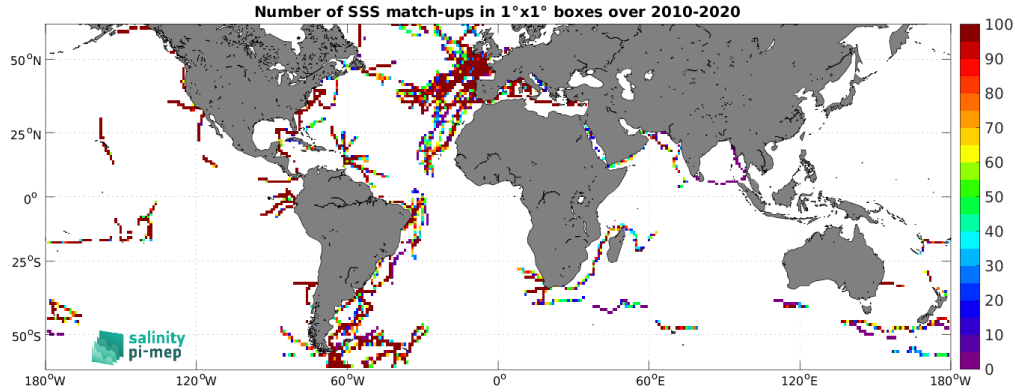 Number of SSS match-ups in 1°x1° boxes over 2010-2020
50°N
25°N
0°
25°S
50°S
180°W
120°W
60°W
0°
60°E
120°E
180°W
100
90
80
70
60
50
40
30
20
10
0
salinity
pi-mep